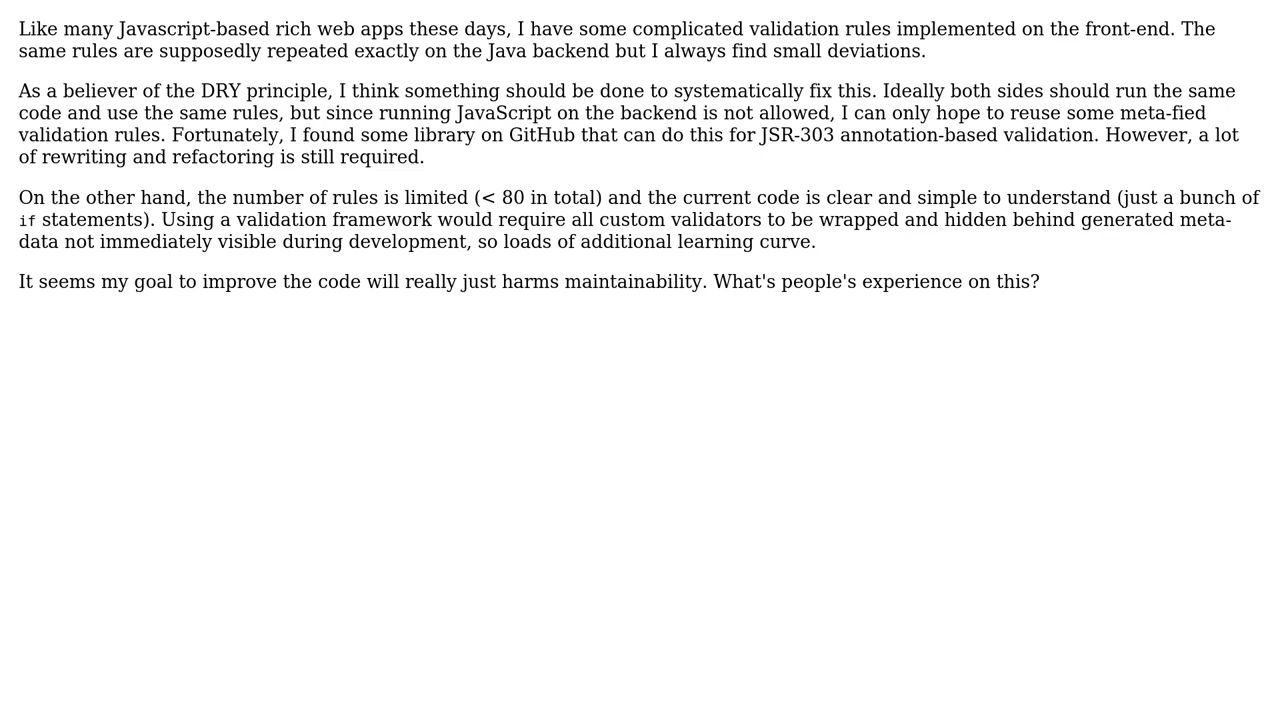 Like many Javascript-based rich web apps these days, I have some complicated validation rules implemented on the front-end. The
same rules are supposedly repeated exactly on the Java backend but I always find small deviations.
As a believer of the DRY principle, I think something should be done to systematically fix this. Ideally both sides should run the same
code and use the same rules, but since running JavaScript on the backend is not allowed, I can only hope to reuse some meta-fied
validation rules. Fortunately, I found some library on GitHub that can do this for JSR-303 annotation-based validation. However, a lot
of rewriting and refactoring is still required.
On the other hand, the number of rules is limited (< 80 in total) and the current code is clear and simple to understand (just a bunch of
if statements). Using a validation framework would require all custom validators to be wrapped and hidden behind generated meta-
data not immediately visible during development, so loads of additional learning curve.
It seems my goal to improve the code will really just harms maintainability. What's people's experience on this?